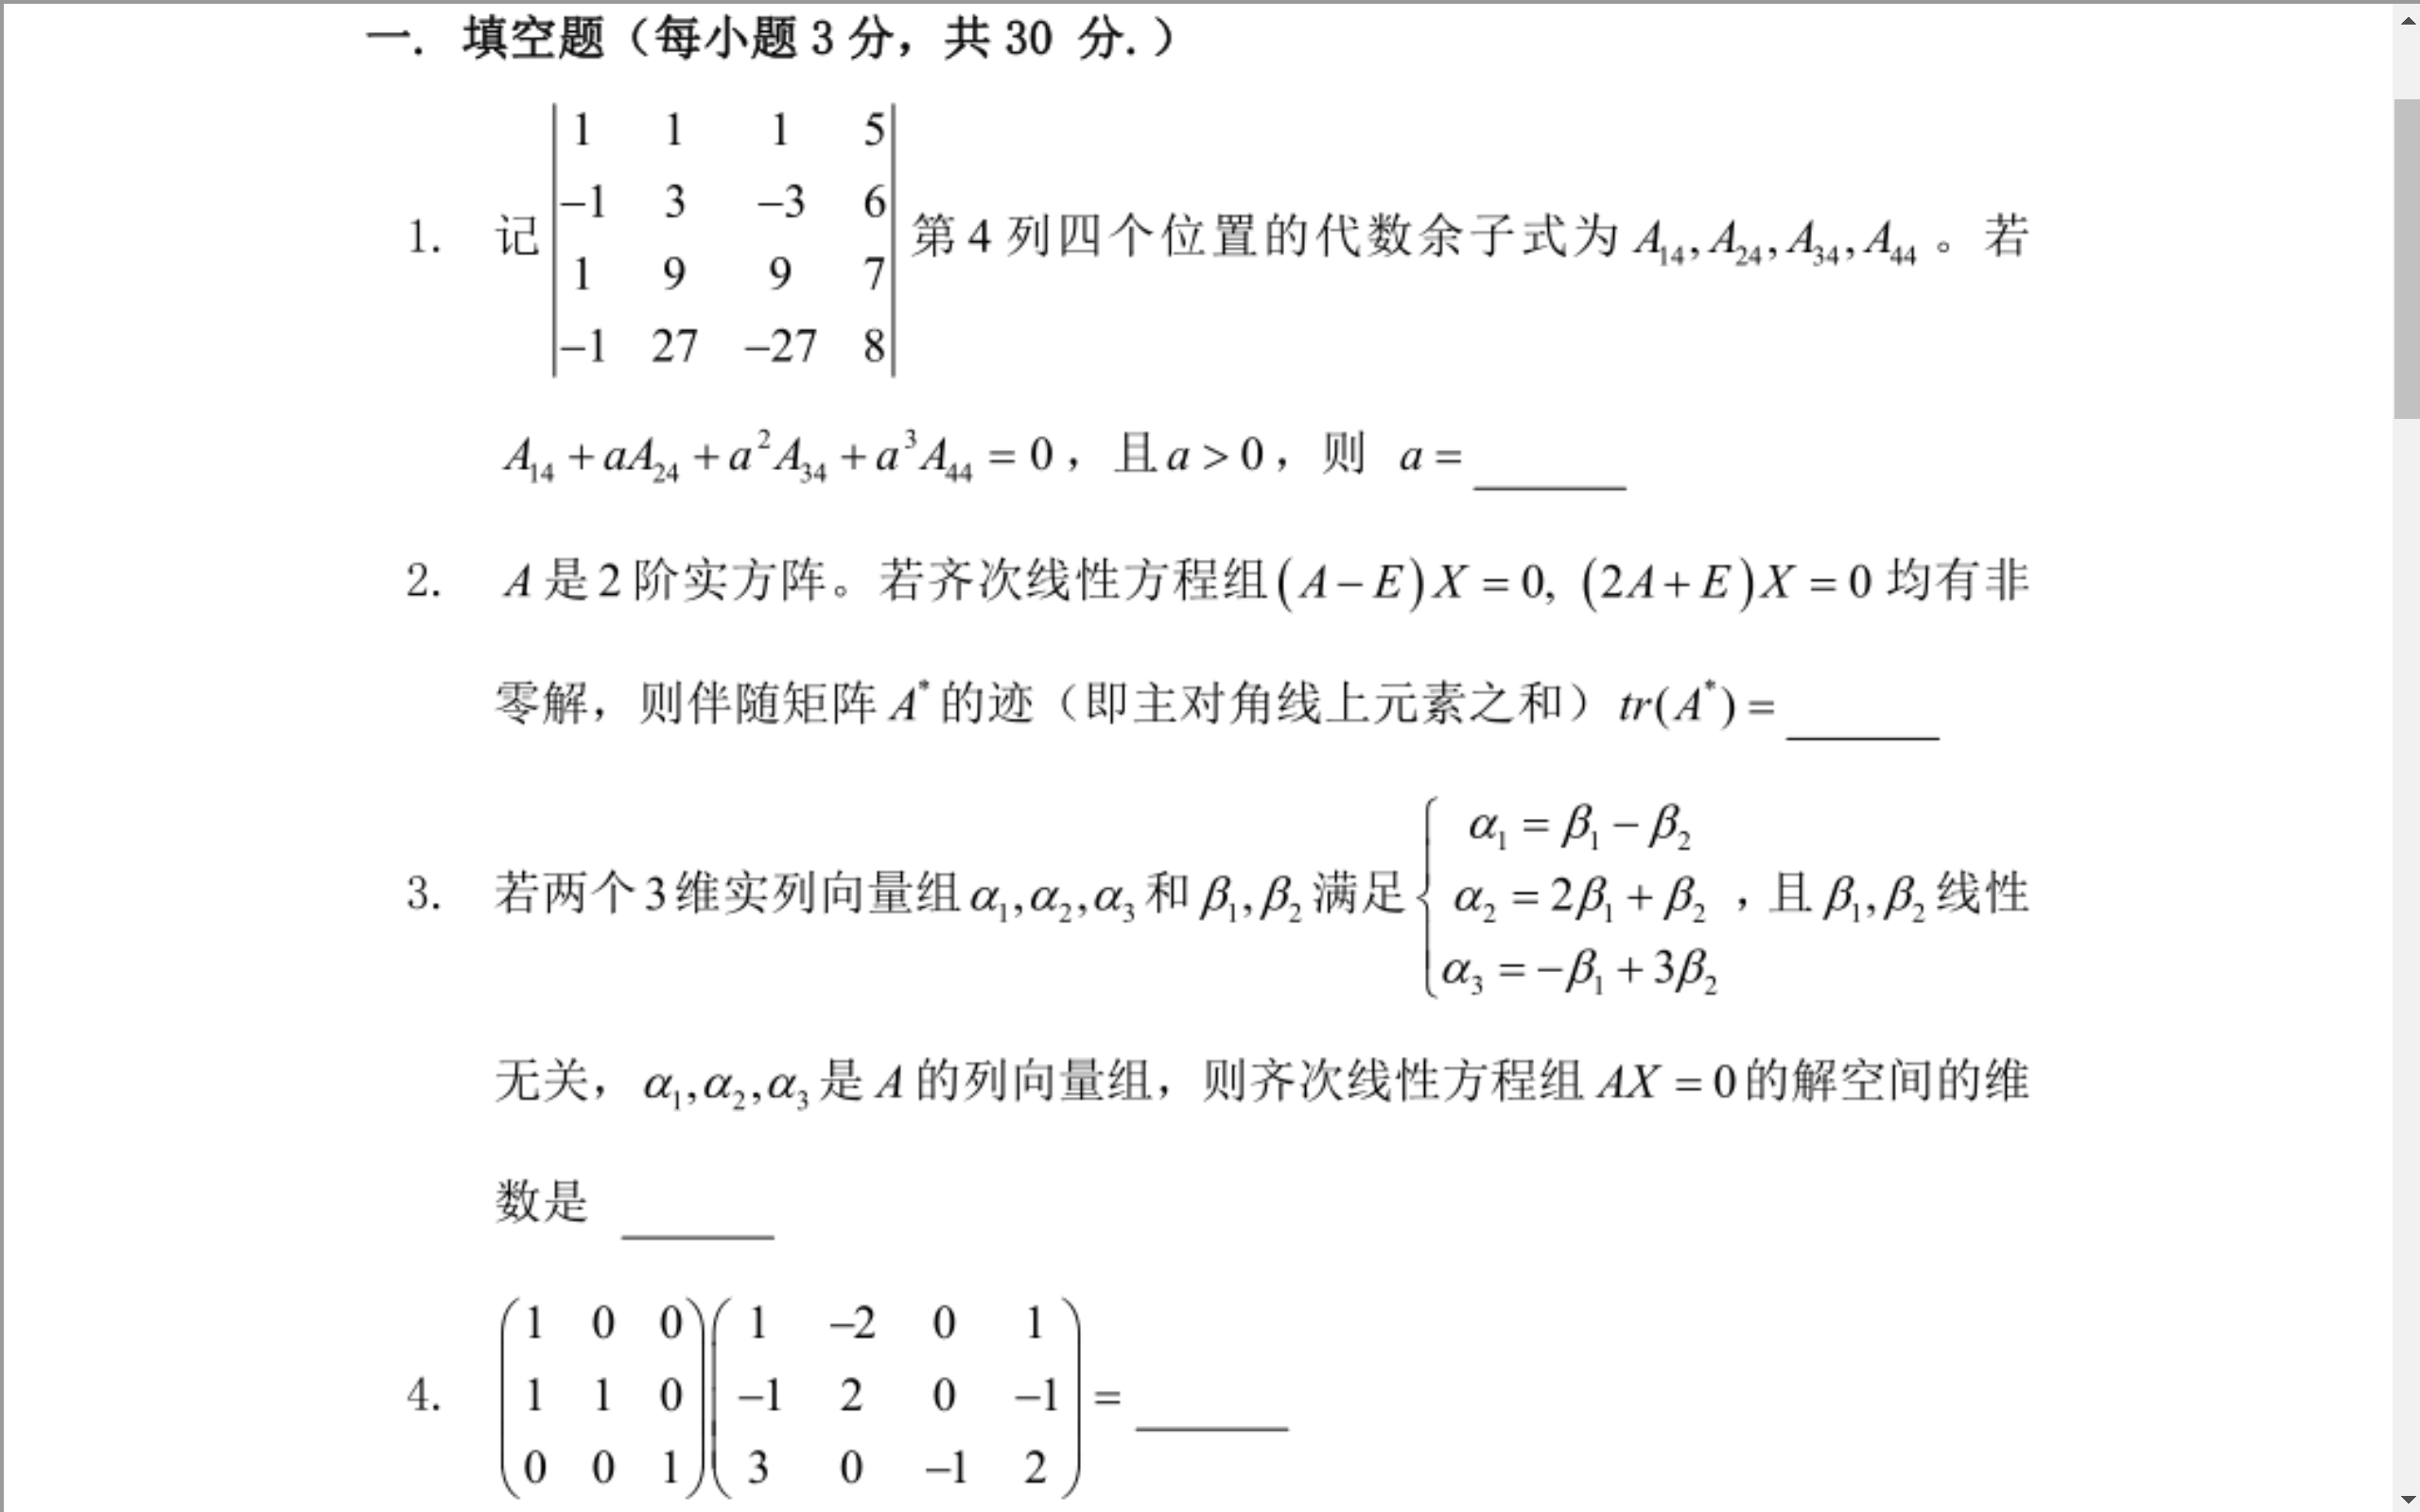 一. 填空题（每小题 3 分，共 30 分.）
1 1 1 5
−1 3 −3 6
1. 记 第 4 列四个位置的代数余子式为 A₁₄, A₂₄, A₃₄, A₄₄ 。若
1 9 9 7
−1 27 −27 8
A₁₄ + aA₂₄ + a²A₃₄ + a³A₄₄ = 0，且 a > 0，则 a = ______
2. A 是 2 阶实方阵。若齐次线性方程组 (A − E)X = 0, (2A + E)X = 0 均有非
零解，则伴随矩阵 A* 的迹（即主对角线上元素之和）tr(A*) = ______
α₁ = β₁ − β₂
3. 若两个 3 维实列向量组 α₁, α₂, α₃ 和 β₁, β₂ 满足 { α₂ = 2β₁ + β₂ ，且 β₁, β₂ 线性
α₃ = −β₁ + 3β₂
无关，α₁, α₂, α₃ 是 A 的列向量组，则齐次线性方程组 AX = 0 的解空间的维
数是 ______
1 0 0 1 −2 0 1
4. 1 1 0 −1 2 0 −1 = ______
0 0 1 3 0 −1 2